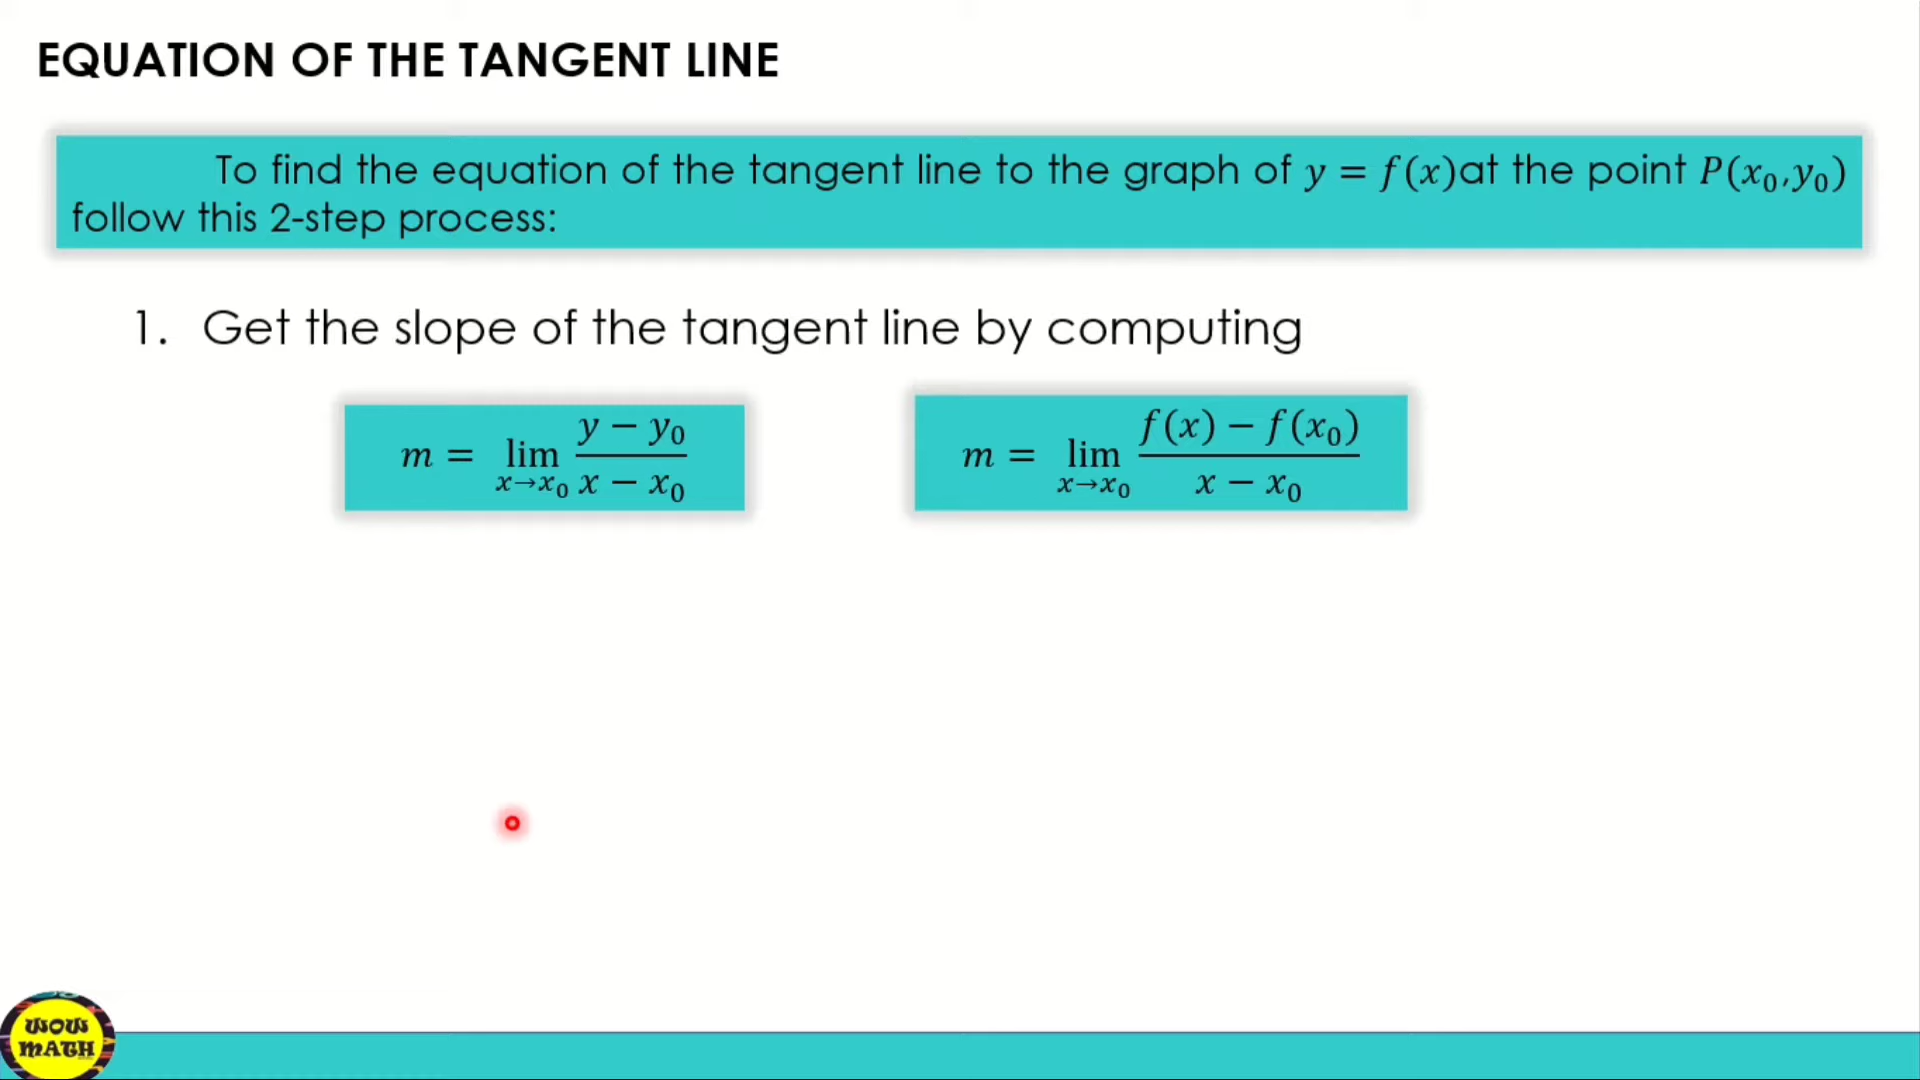 EQUATION OF THE TANGENT LINE
To find the equation of the tangent line to the graph of y = f(x)at the point P(x₀,y₀)
follow this 2-step process:
1. Get the slope of the tangent line by computing
m = lim x→x₀ (y − y₀)/(x − x₀)
m = lim x→x₀ (f(x) − f(x₀))/(x − x₀)
WOW
MATH